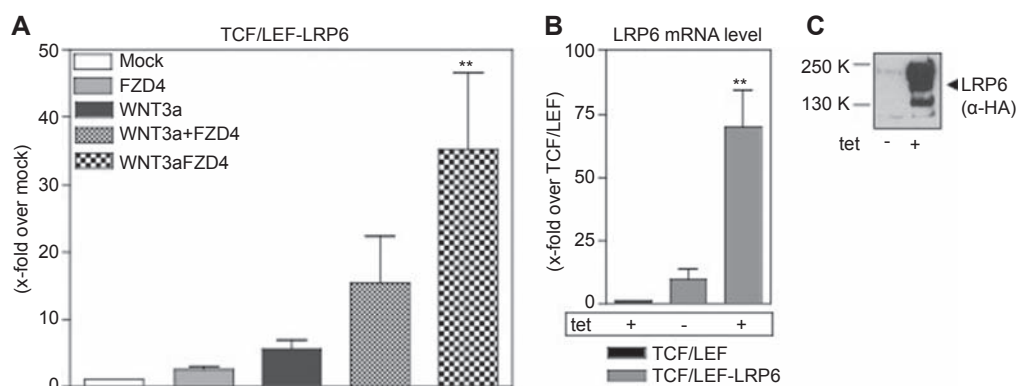 A
TCF/LEF-LRP6
50
40
30
20
10
0
(x-fold over mock)
Mock
FZD4
WNT3a
WNT3a+FZD4
WNT3aFZD4
**
B
LRP6 mRNA level
100
75
50
25
0
(x-fold over TCF/LEF)
**
tet + - +
TCF/LEF
TCF/LEF-LRP6
C
250 K
130 K
LRP6
(α-HA)
tet - +